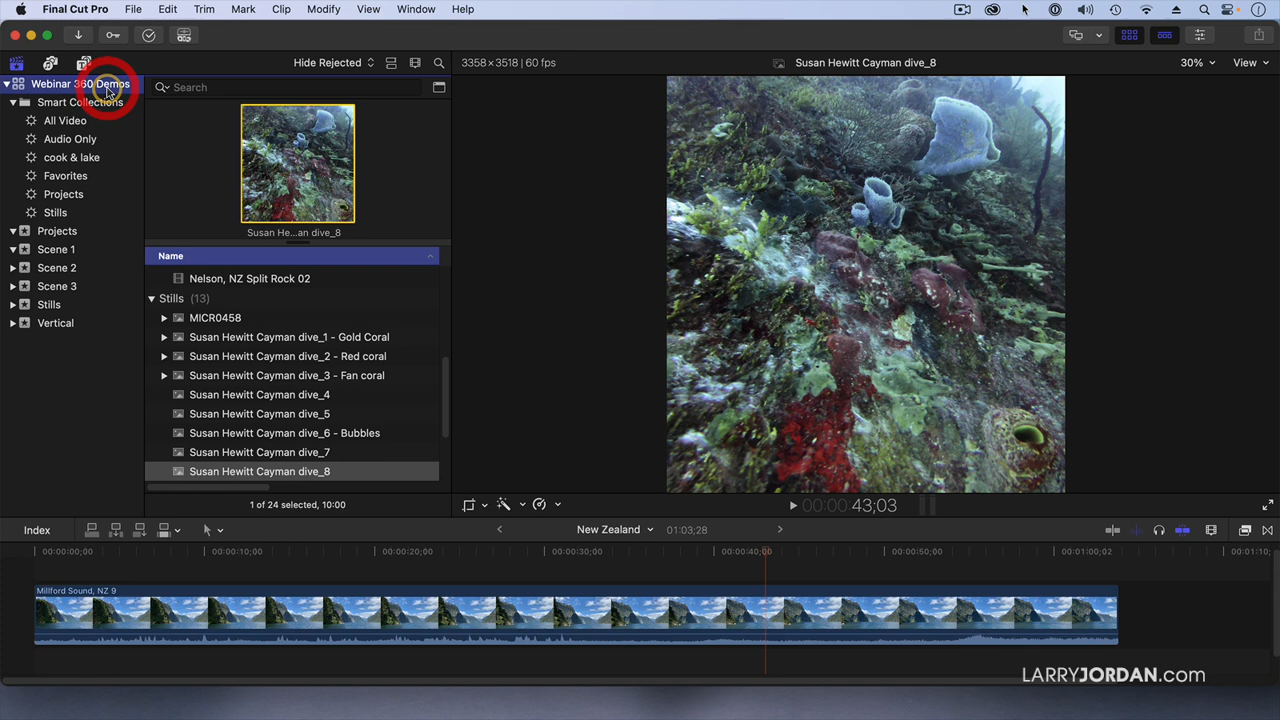 Final Cut Pro File Edit Trim Mark Clip Modify View Window Help
Hide Rejected
3358 x 3518 | 60 fps
Susan Hewitt Cayman dive_8
30%
View
Webinar 360 Demos
Smart Collections
All Video
Audio Only
cook & lake
Favorites
Projects
Stills
Projects
Scene 1
Scene 2
Scene 3
Stills
Vertical
Search
Susan He...an dive_8
Name
Nelson, NZ Split Rock 02
Stills (13)
MICR0458
Susan Hewitt Cayman dive_1 - Gold Coral
Susan Hewitt Cayman dive_2 - Red coral
Susan Hewitt Cayman dive_3 - Fan coral
Susan Hewitt Cayman dive_4
Susan Hewitt Cayman dive_5
Susan Hewitt Cayman dive_6 - Bubbles
Susan Hewitt Cayman dive_7
Susan Hewitt Cayman dive_8
1 of 24 selected, 10:00
00:00:43;03
Index
New Zealand
01:03;28
00:00:00;00 00:00:10;00 00:00:20;00 00:00:30;00 00:00:40;00 00:00:50;00 00:01:00;02 00:01:10;
Millford Sound, NZ 9
LARRYJORDAN.com